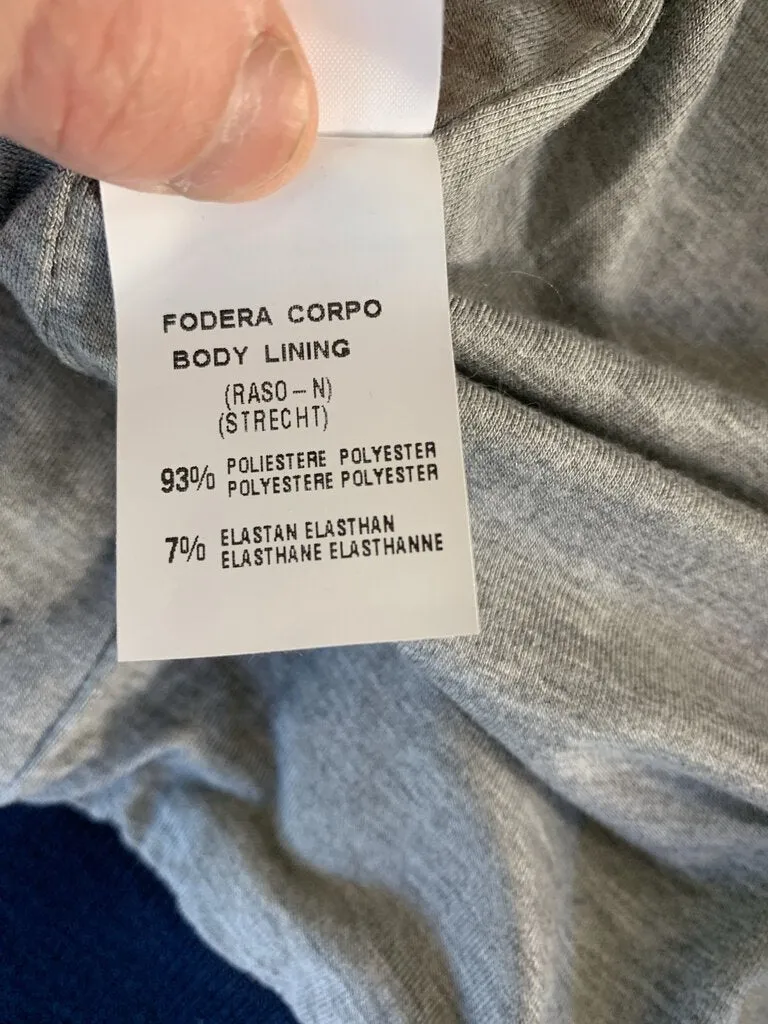 FODERA CORPO
BODY LINING
(RASO-N)
(STRECHT)
93% POLIESTERE POLYESTER
POLYESTERE POLYESTER
7% ELASTAN ELASTHAN
ELASTHANE ELASTHANNE